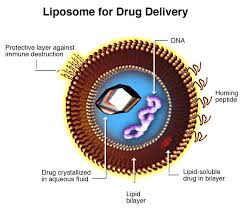 Liposome for Drug Delivery
Protective layer against
immune destruction
DNA
Homing
peptide
Drug crystallized
in aqueous fluid
Lipid
bilayer
Lipid-soluble
drug in bilayer